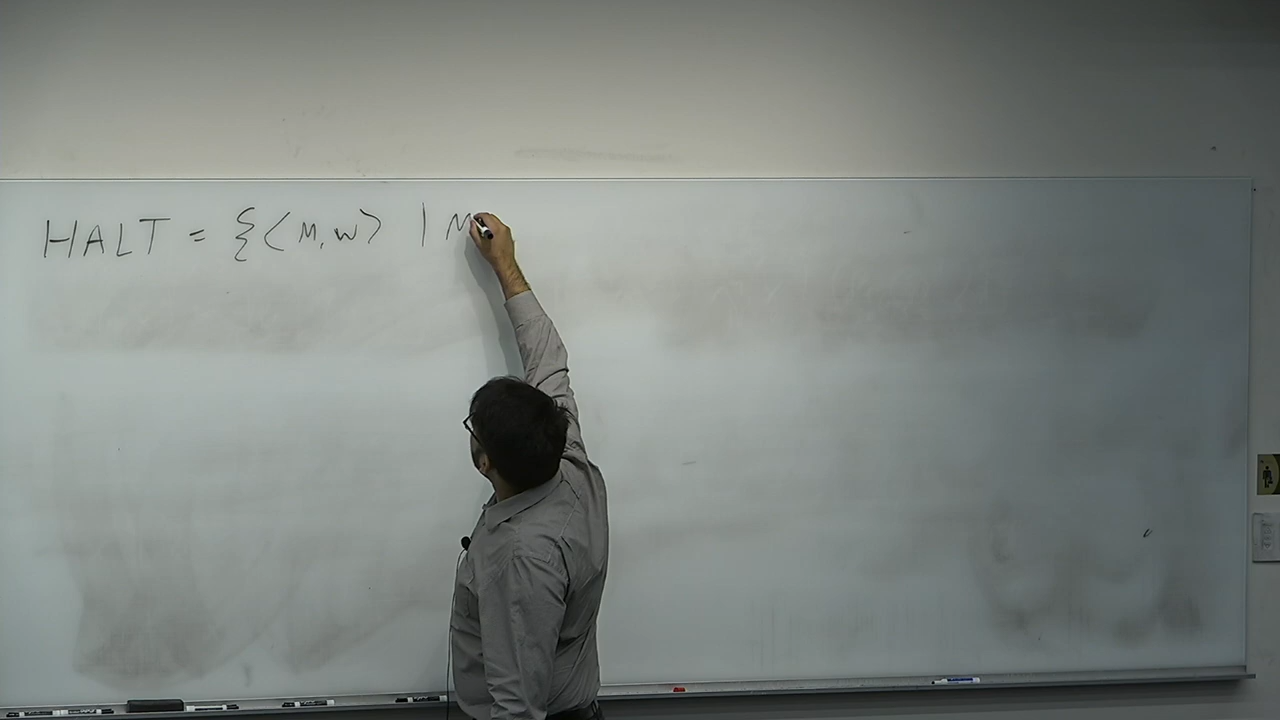 HALT = {⟨M,w⟩ | M